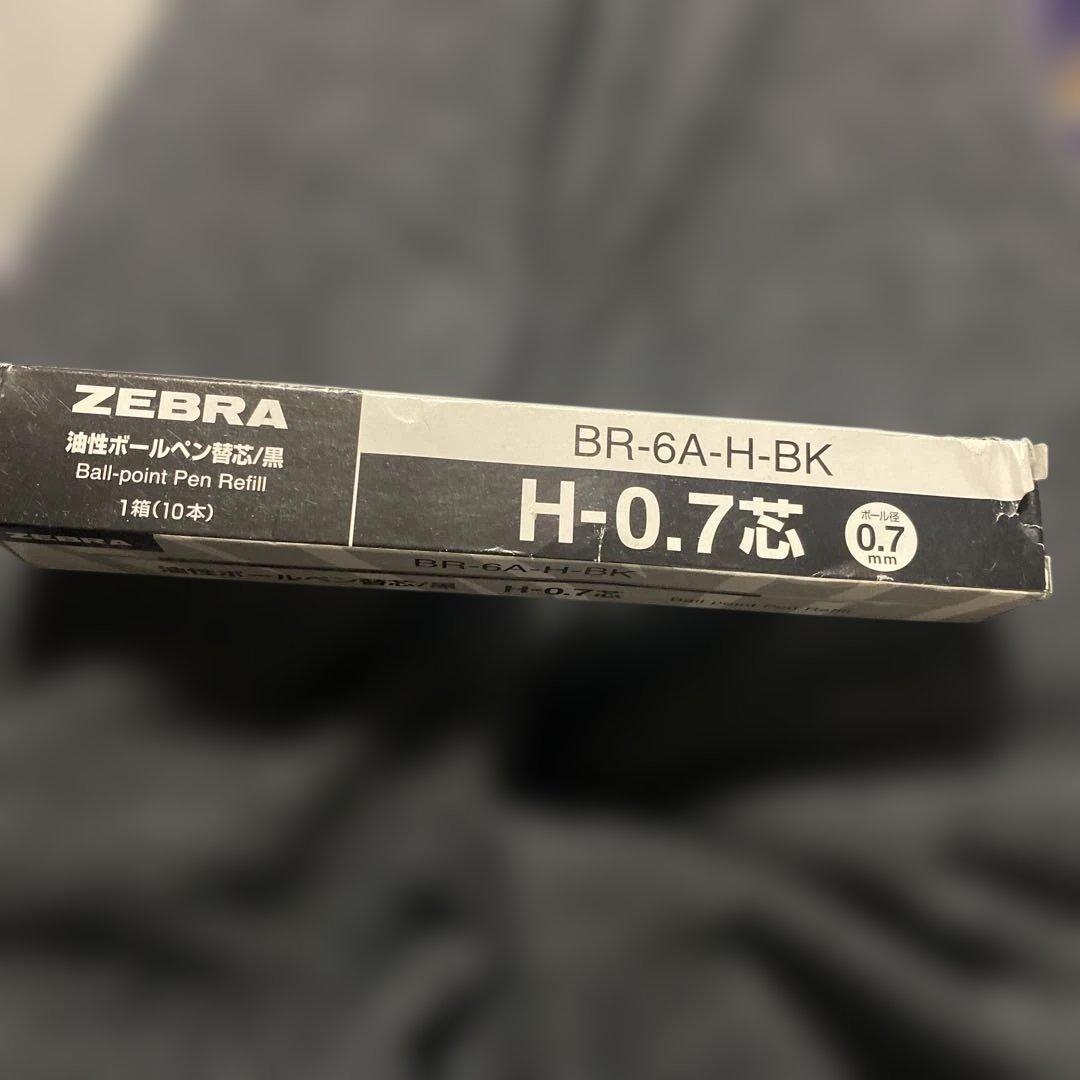 ZEBRA
油性ボールペン替芯/黒
Ball-point Pen Refill
1箱(10本)
BR-6A-H-BK
H-0.7芯
ボール径
0.7
mm
ZEBRA
BR-6A-H-BK
油性ボールペン替芯/黒
H-0.7芯
Ball-point Pen Refill